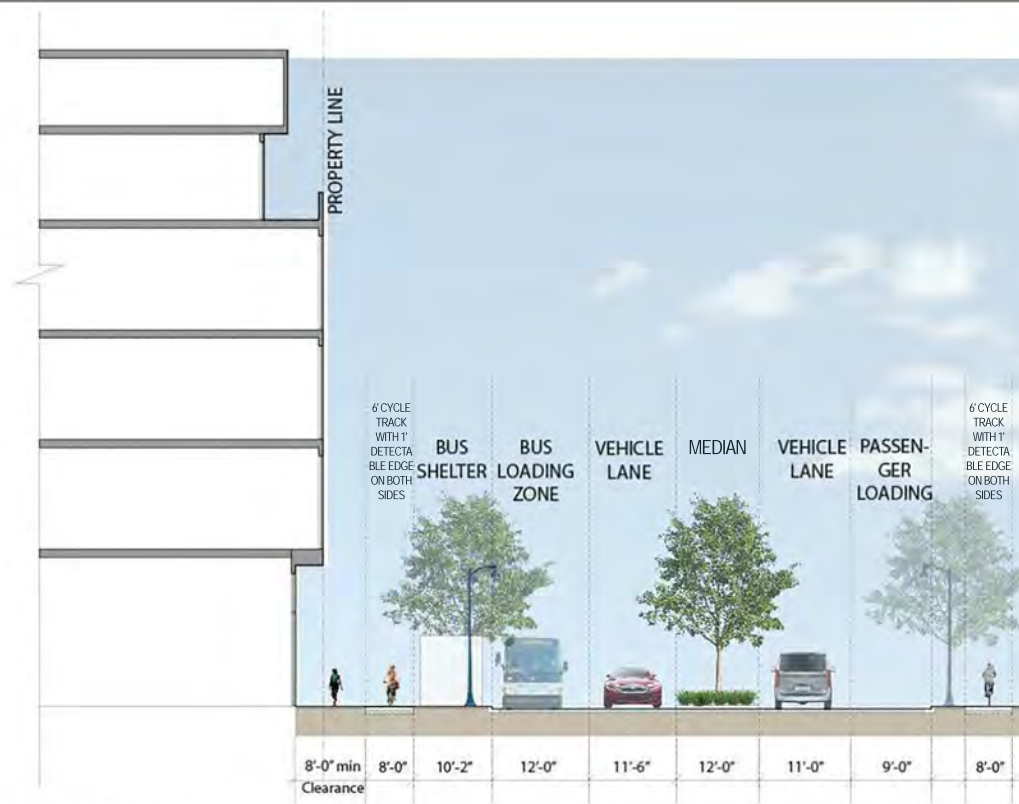 PROPERTY LINE
6' CYCLE
TRACK
WITH 1'
DETECTA
BLE EDGE
ON BOTH
SIDES
BUS
SHELTER
BUS
LOADING
ZONE
VEHICLE
LANE
MEDIAN
VEHICLE
LANE
PASSEN-
GER
LOADING
6' CYCLE
TRACK
WITH 1'
DETECTA
BLE EDGE
ON BOTH
SIDES
8'-0" min
Clearance
8'-0"
10'-2"
12'-0"
11'-6"
12'-0"
11'-0"
9'-0"
8'-0"